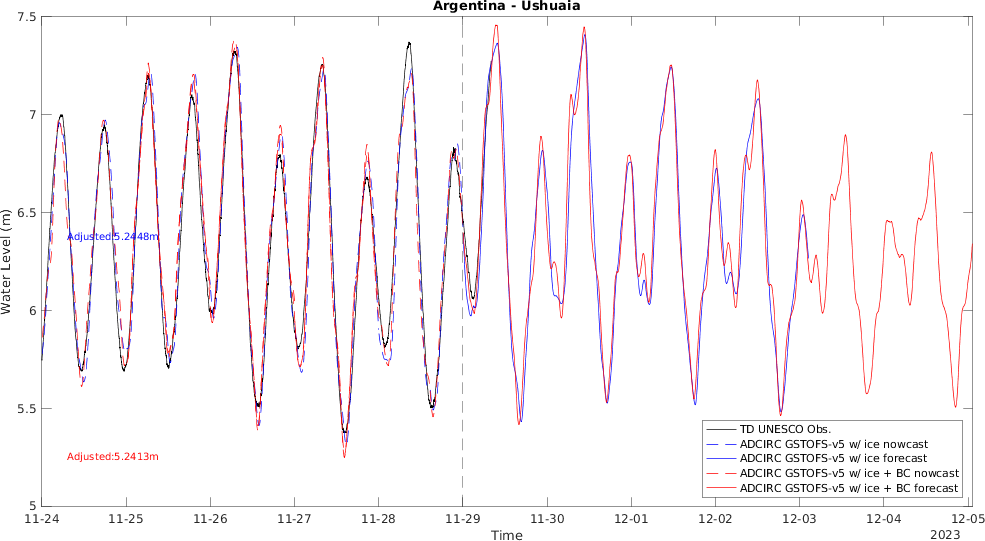 Argentina - Ushuaia
7.5
7
6.5
6
5.5
5
Water Level (m)
Adjusted:5.2448m
Adjusted:5.2413m
TD UNESCO Obs.
ADCIRC GSTOFS-v5 w/ ice nowcast
ADCIRC GSTOFS-v5 w/ ice forecast
ADCIRC GSTOFS-v5 w/ ice + BC nowcast
ADCIRC GSTOFS-v5 w/ ice + BC forecast
11-24 11-25 11-26 11-27 11-28 11-29 11-30 12-01 12-02 12-03 12-04 12-05
Time
2023